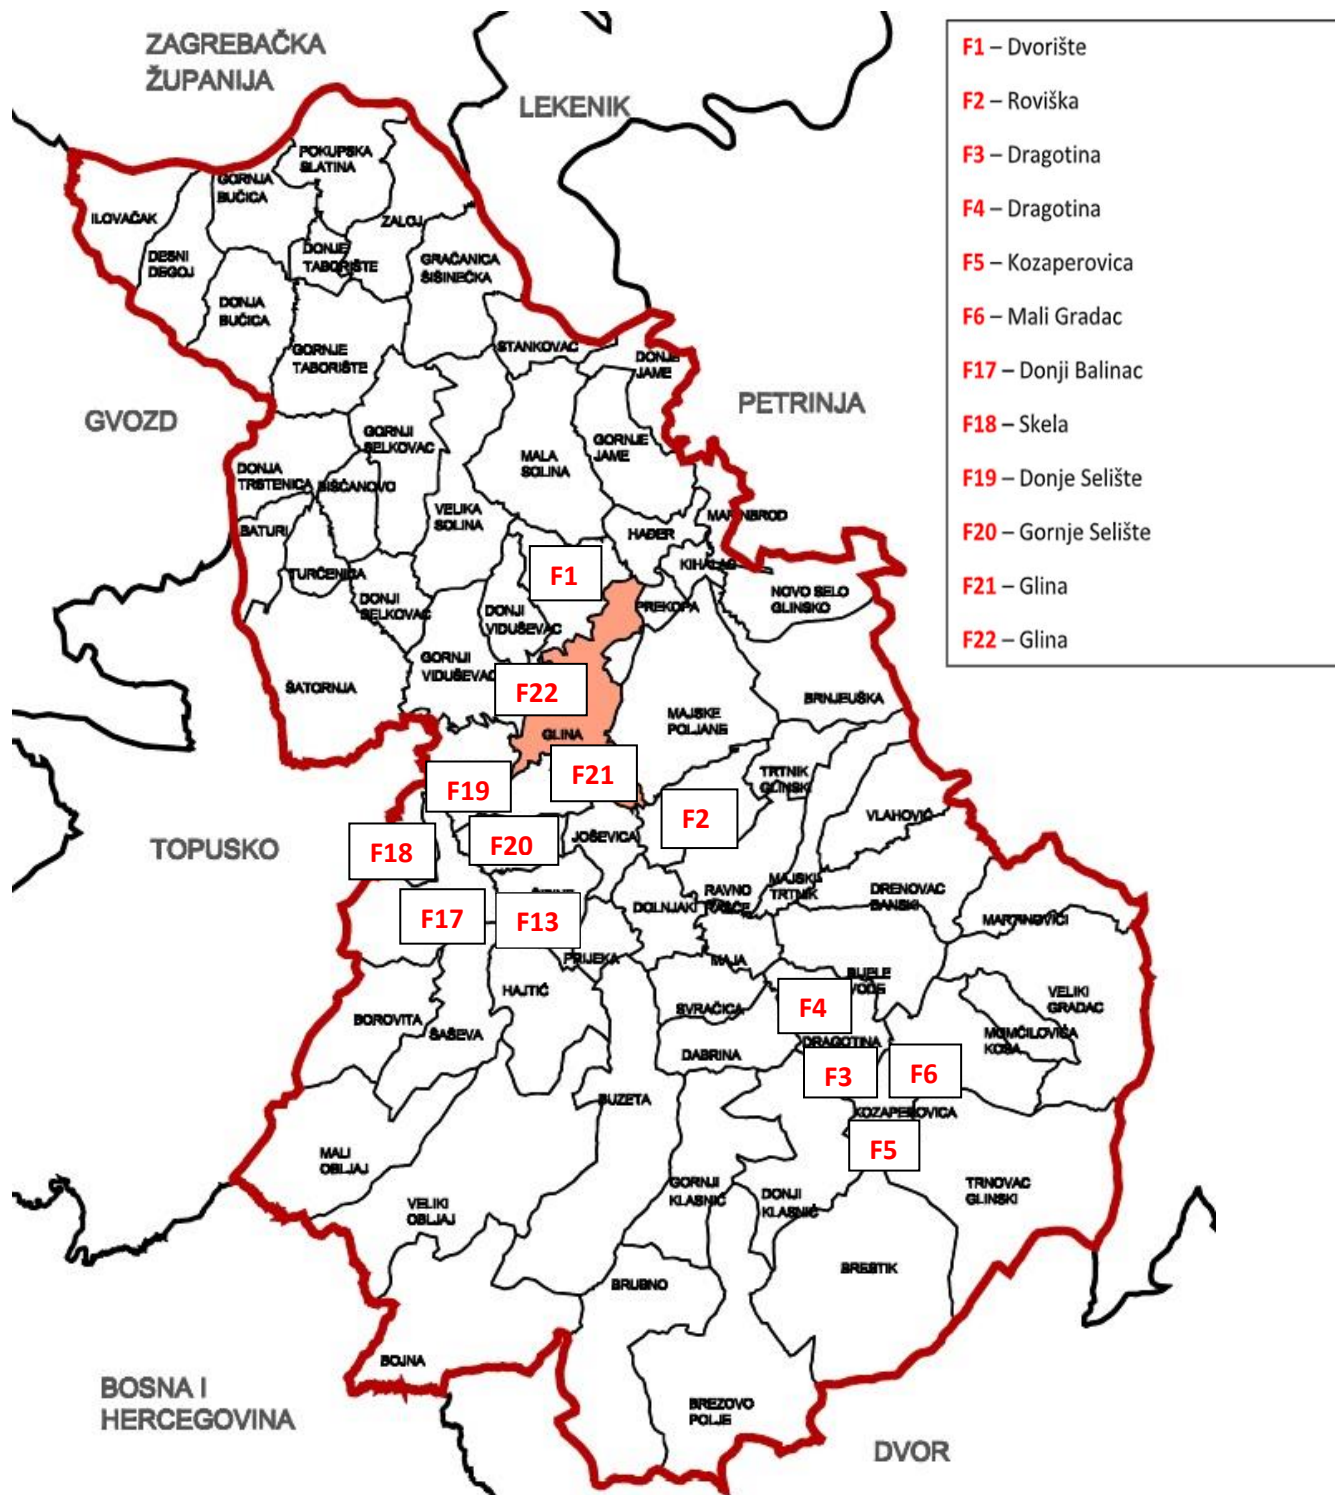 ZAGREBAČKA
ŽUPANIJA
LEKENIK
F1 – Dvorište
F2 – Roviška
F3 – Dragotina
F4 – Dragotina
F5 – Kozaperovica
F6 – Mali Gradac
F17 – Donji Balinac
F18 – Skela
F19 – Donje Selište
F20 – Gornje Selište
F21 – Glina
F22 – Glina
POKUPSKA
SLATINA
GORNJA
BUČICA
ILOVAČAK
ZALOJ
DESNI
DEGOJ
DONJE
TABORIŠTE
GRAČANICA
ŠIŠINEČKA
DONJA
BUČICA
GORNJE
TABORIŠTE
STANKOVAC
DONJE
JAME
GVOZD
PETRINJA
GORNJI
SELKOVAC
GORNJE
JAME
MALA
SOLINA
DONJA
TRSTENICA
BIŠĆANOVO
VELIKA
SOLINA
MARINBROD
BATURI
HAĐER
KIHALAC
TURČENICA
F1
DONJI
SELKOVAC
DONJI
VIDUŠEVAC
PREKOPA
NOVO SELO
GLINSKO
GORNJI
VIDUŠEVAC
ŠATORNJA
F22
BRNJEUŠKA
MAJSKE
POLJANE
GLINA
F19
F21
TRTNIK
GLINSKI
F2
VLAHOVIĆ
TOPUSKO
F18
F20
JOŠEVICA
MAJSKI
TRTNIK
DRENOVAC
BANSKI
RAVNO
RAŠĆE
DOLNJAKI
F17
F13
MARTINOVIĆI
PRIJEKA
MAJA
BIJELE
VODE
HAJTIĆ
F4
VELIKI
GRADAC
SVRAČICA
BOROVITA
ŠAŠEVA
DRAGOTINA
MOMČILOVIĆA
KOSA
DABRINA
F3
F6
BUZETA
KOZAPEROVICA
MALI
OBLJAJ
F5
GORNJI
KLASNIĆ
DONJI
KLASNIĆ
TRNOVAC
GLINSKI
VELIKI
OBLJAJ
BRESTIK
BRUBNO
BOJNA
BOSNA I
HERCEGOVINA
BREZOVO
POLJE
DVOR